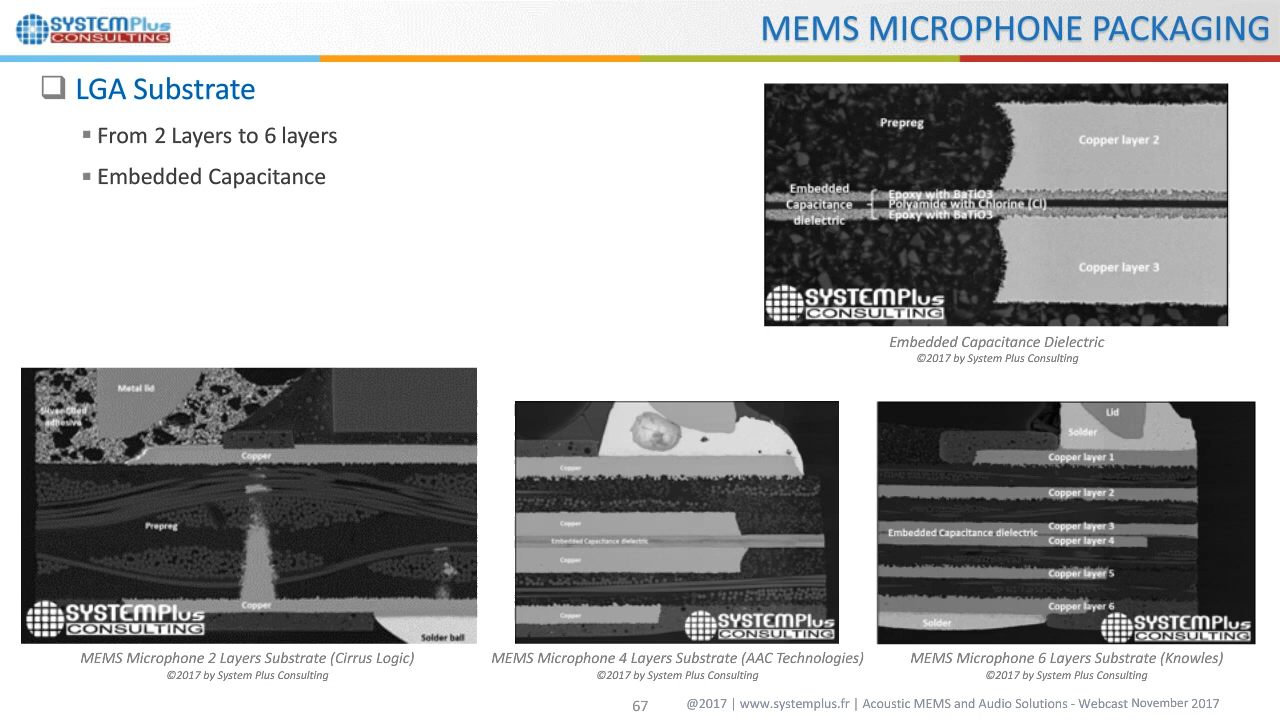 SYSTEMPlus
CONSULTING
MEMS MICROPHONE PACKAGING
LGA Substrate
From 2 Layers to 6 layers
Embedded Capacitance
Prepreg
Copper layer 2
Embedded
Capacitance
dielectric
Epoxy with BaTiO3
Polyamide with Chlorine (Cl)
Epoxy with BaTiO3
Copper layer 3
SYSTEMPlus
CONSULTING
Embedded Capacitance Dielectric
©2017 by System Plus Consulting
Metal lid
Silver filled
adhesive
Copper
Prepreg
Copper
SYSTEMPlus
CONSULTING
Solder ball
MEMS Microphone 2 Layers Substrate (Cirrus Logic)
©2017 by System Plus Consulting
Copper
Copper
Embedded Capacitance dielectric
Copper
Copper
SYSTEMPlus
CONSULTING
MEMS Microphone 4 Layers Substrate (AAC Technologies)
©2017 by System Plus Consulting
Lid
Solder
Copper layer 1
Copper layer 2
Copper layer 3
Embedded Capacitance dielectric
Copper layer 4
Copper layer 5
Copper layer 6
Solder
SYSTEMPlus
CONSULTING
MEMS Microphone 6 Layers Substrate (Knowles)
©2017 by System Plus Consulting
67
@2017 | www.systemplus.fr | Acoustic MEMS and Audio Solutions - Webcast November 2017